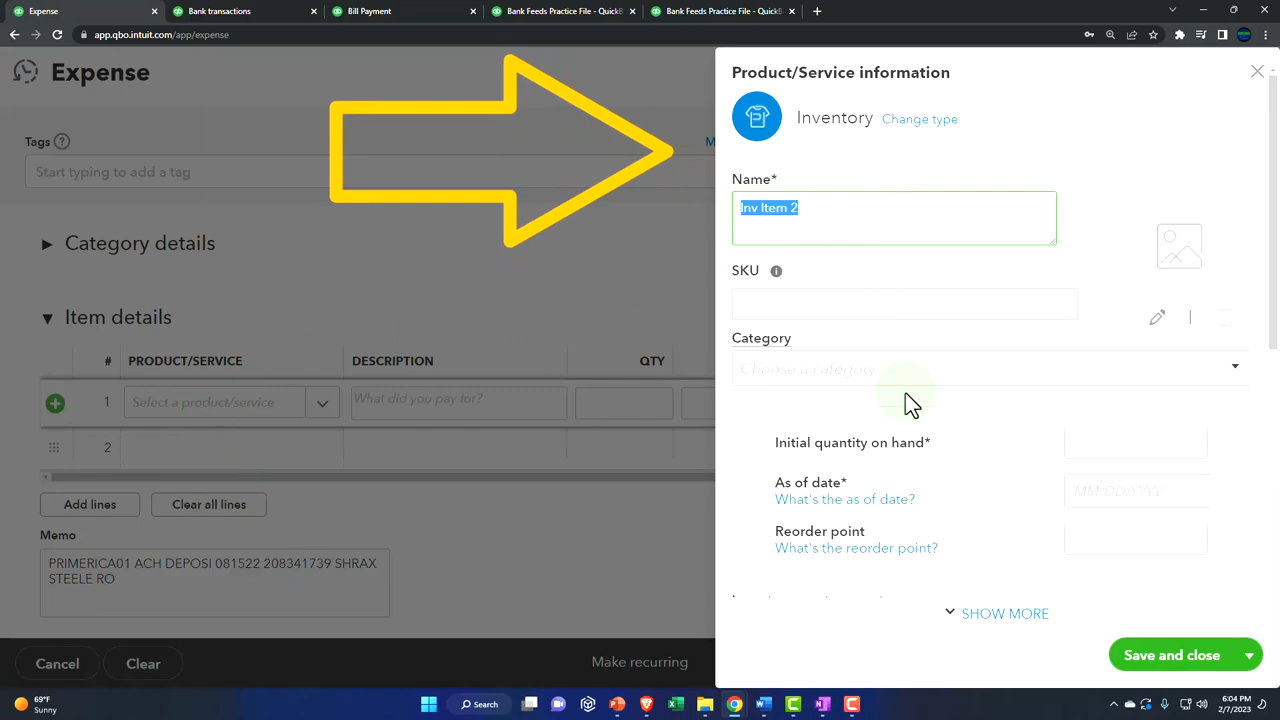 Expense
Banking Transactions
Bill Payment
Bank Feeds Practice File - QuickB
Bank Feeds Practice File - QuickB
app.qbo.intuit.com/app/expense
Expense
Tags
Start typing to add a tag
M
Category details
Item details
# PRODUCT/SERVICE DESCRIPTION QTY
1 Select a product/service What did you pay for?
2
Add lines Clear all lines
Memo
PRIMERICA01 ACH DEPOSI 081522 208341739 SHRAX
STEELE RO
Cancel Clear Make recurring
Product/Service information
Inventory Change type
Name*
Inv Item 2
SKU
Category
Choose a category
Initial quantity on hand*
As of date*
What's the as of date?
MM/DD/YYYY
Reorder point
What's the reorder point?
SHOW MORE
Save and close
69°F
Sunny
Search
6:04 PM
2/7/2023